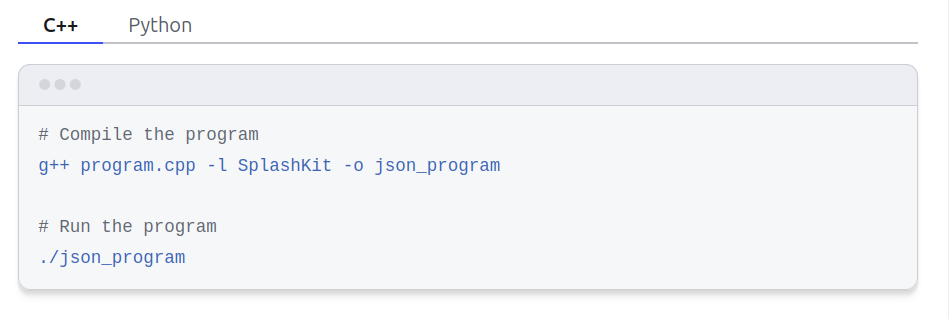 C++ Python
# Compile the program
g++ program.cpp -l SplashKit -o json_program
# Run the program
./json_program